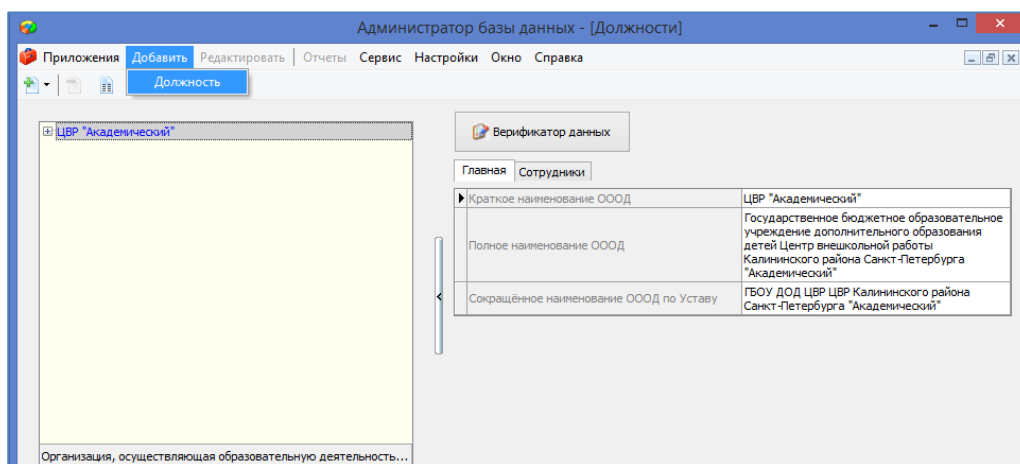 Администратор базы данных - [Должности]
Приложения Добавить Редактировать Отчеты Сервис Настройки Окно Справка
Должность
ЦВР "Академический"
Верификатор данных
Главная Сотрудники
Краткое наименование ОООД
ЦВР "Академический"
Полное наименование ОООД
Государственное бюджетное образовательное
учреждение дополнительного образования
детей Центр внешкольной работы
Калининского района Санкт-Петербурга
"Академический"
Сокращённое наименование ОООД по Уставу
ГБОУ ДОД ЦВР ЦВР Калининского района
Санкт-Петербурга "Академический"
Организация, осуществляющая образовательную деятельность...